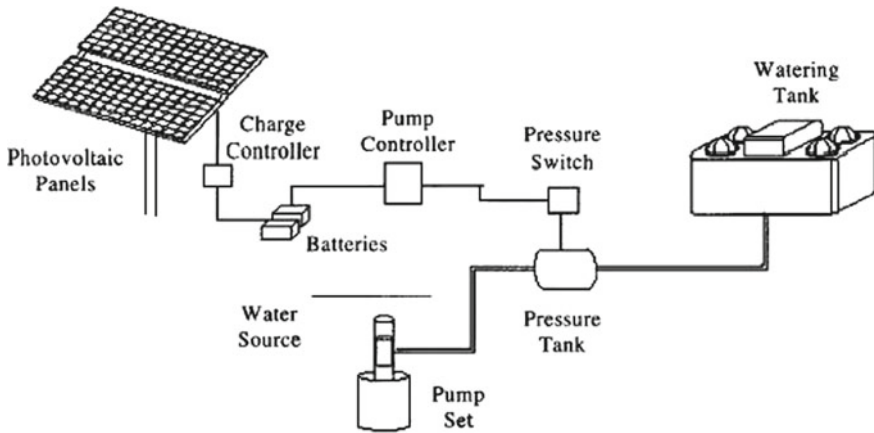 Watering
Tank
Charge
Controller
Pump
Controller
Pressure
Switch
Photovoltaic
Panels
Batteries
Water
Source
Pressure
Tank
Pump
Set